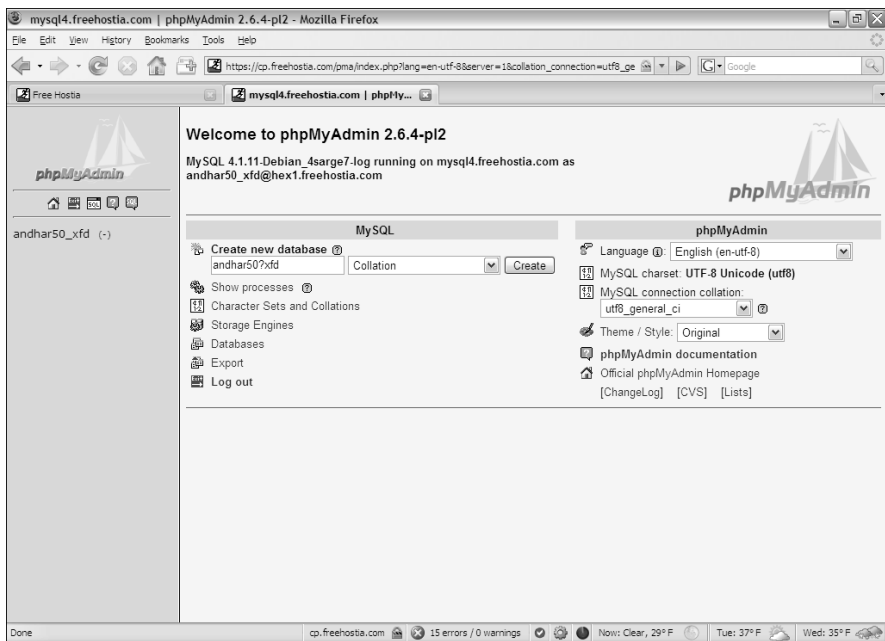 mysql4.freehostia.com | phpMyAdmin 2.6.4-pl2 - Mozilla Firefox
File Edit View History Bookmarks Tools Help
https://cp.freehostia.com/pma/index.php?lang=en-utf-8&server=1&collation_connection=utf8_ge
G Google
Free Hostia
mysql4.freehostia.com | phpMy...
phpMyAdmin
SQL
andhar50_xfd (-)
Welcome to phpMyAdmin 2.6.4-pl2
MySQL 4.1.11-Debian_4sarge7-log running on mysql4.freehostia.com as
andhar50_xfd@hex1.freehostia.com
phpMyAdmin
MySQL
Create new database
andhar50?xfd Collation Create
Show processes
Character Sets and Collations
Storage Engines
Databases
Export
Log out
phpMyAdmin
Language: English (en-utf-8)
MySQL charset: UTF-8 Unicode (utf8)
MySQL connection collation:
utf8_general_ci
Theme / Style: Original
phpMyAdmin documentation
Official phpMyAdmin Homepage
[ChangeLog] [CVS] [Lists]
Done cp.freehostia.com 15 errors / 0 warnings Now: Clear, 29° F Tue: 37° F Wed: 35° F